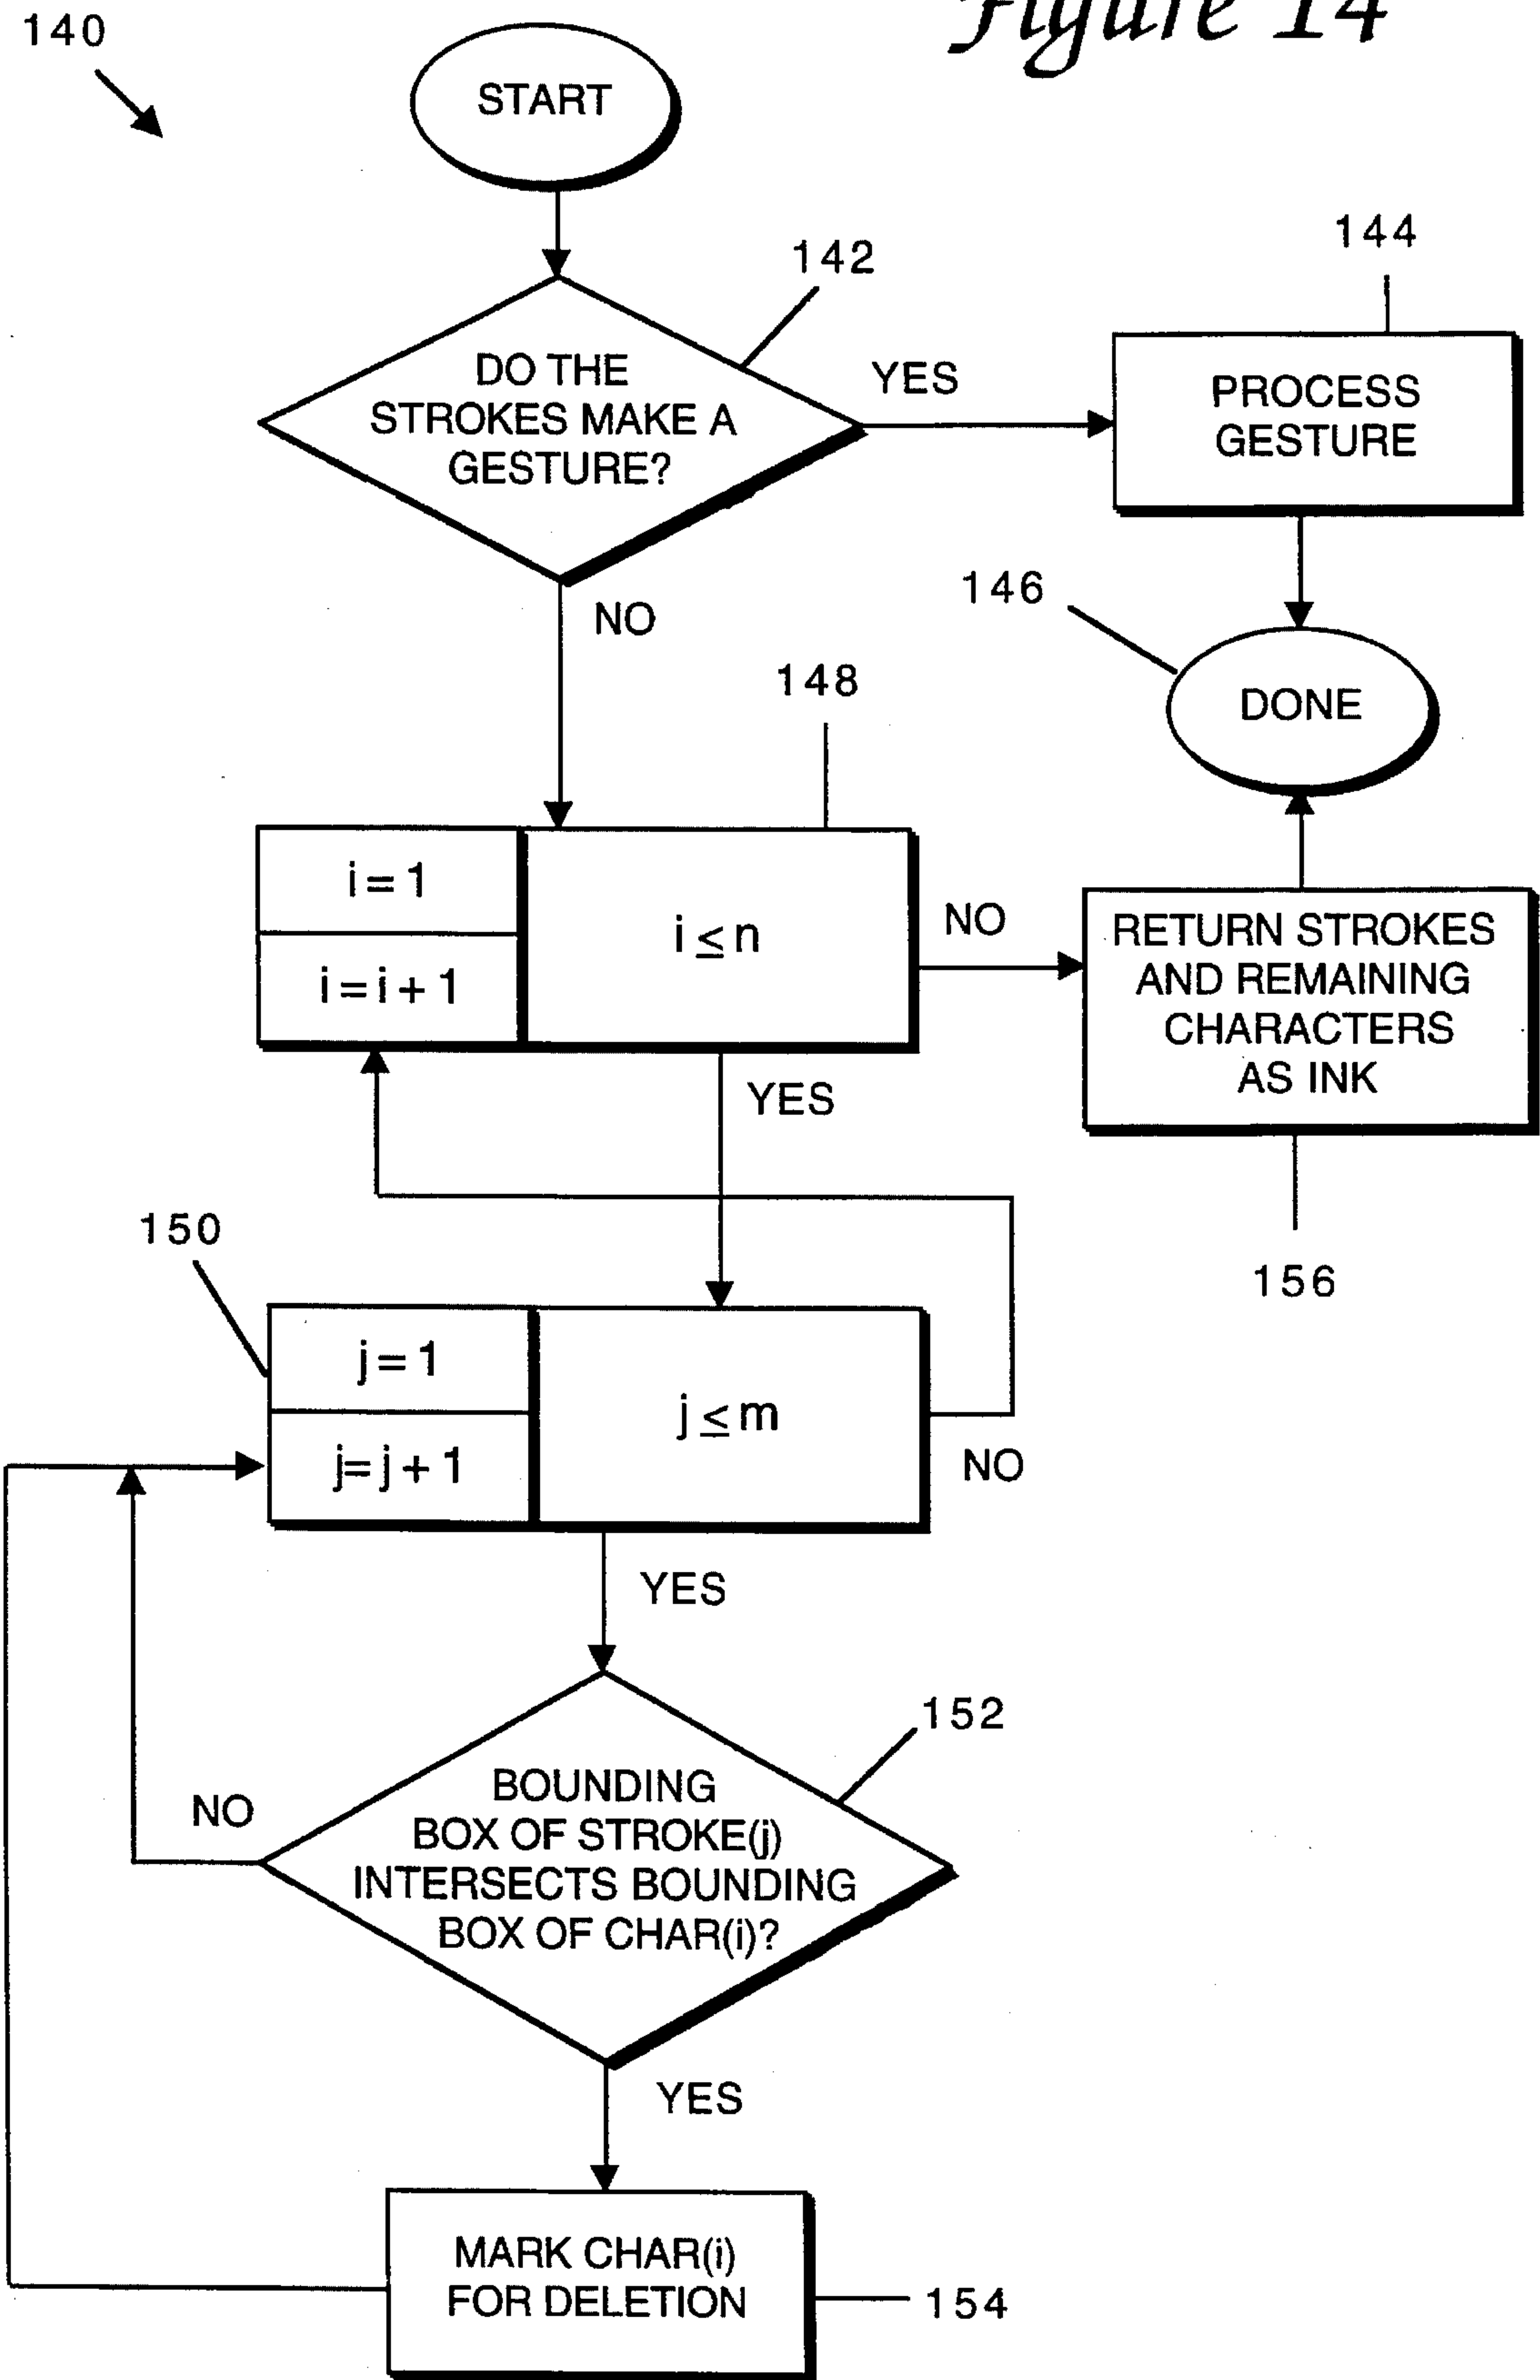 Figure 14
140
START
142
144
DO THE
STROKES MAKE A
GESTURE?
YES
PROCESS
GESTURE
146
NO
DONE
148
i = 1
i = i + 1
i ≤ n
NO
RETURN STROKES
AND REMAINING
CHARACTERS
AS INK
YES
156
150
j = 1
j = j + 1
j ≤ m
NO
YES
152
BOUNDING
BOX OF STROKE(j)
INTERSECTS BOUNDING
BOX OF CHAR(i)?
NO
YES
MARK CHAR(i)
FOR DELETION
154